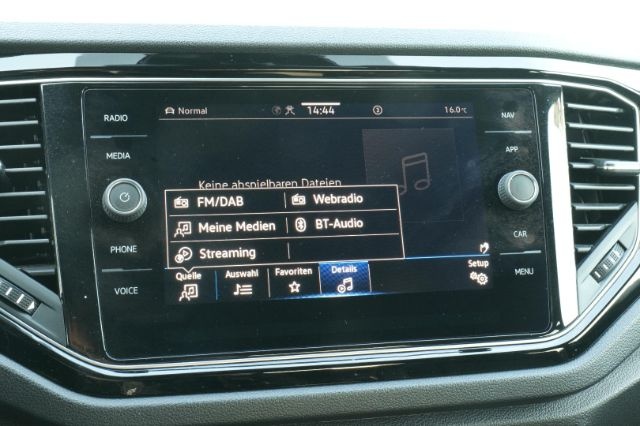 RADIO
MEDIA
PHONE
VOICE
Normal
14:44
16.0°C
Keine abspielbaren Dateien
FM/DAB
Webradio
Meine Medien
BT-Audio
Streaming
Quelle
Auswahl
Favoriten
Details
Setup
NAV
APP
CAR
MENU